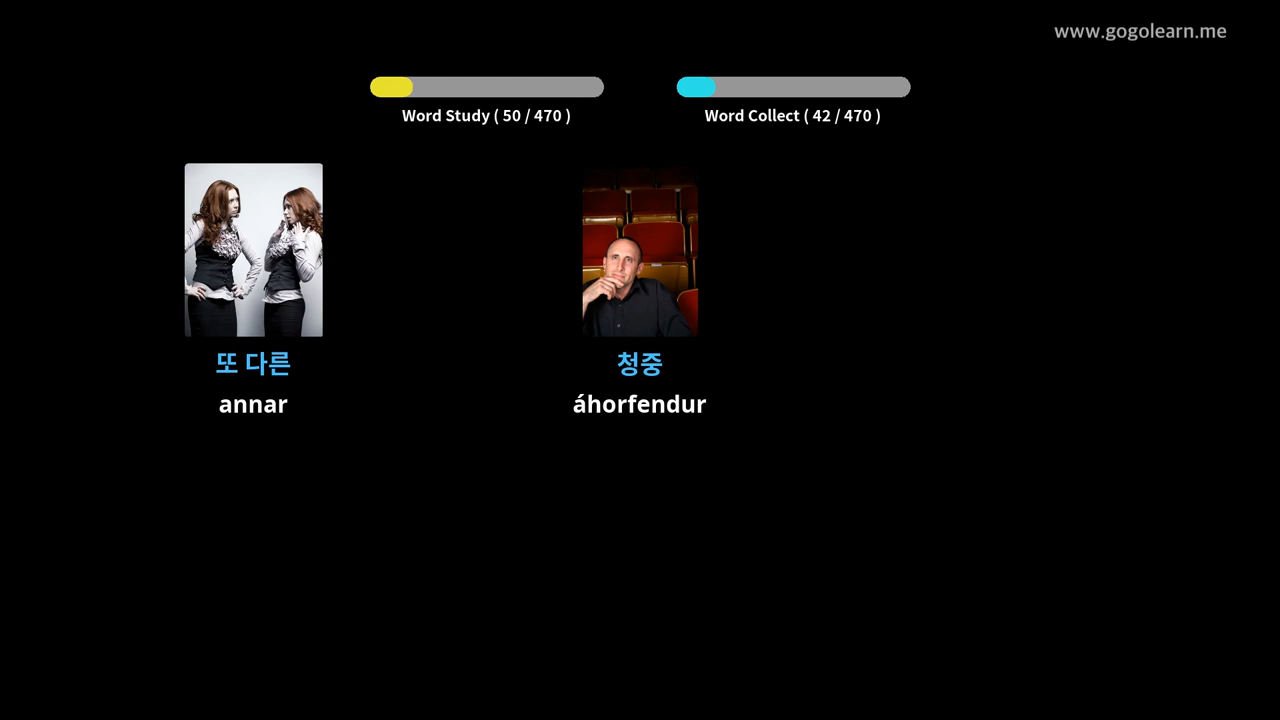 www.gogolearn.me
Word Study ( 50 / 470 )
Word Collect ( 42 / 470 )
또 다른
annar
청중
áhorfendur